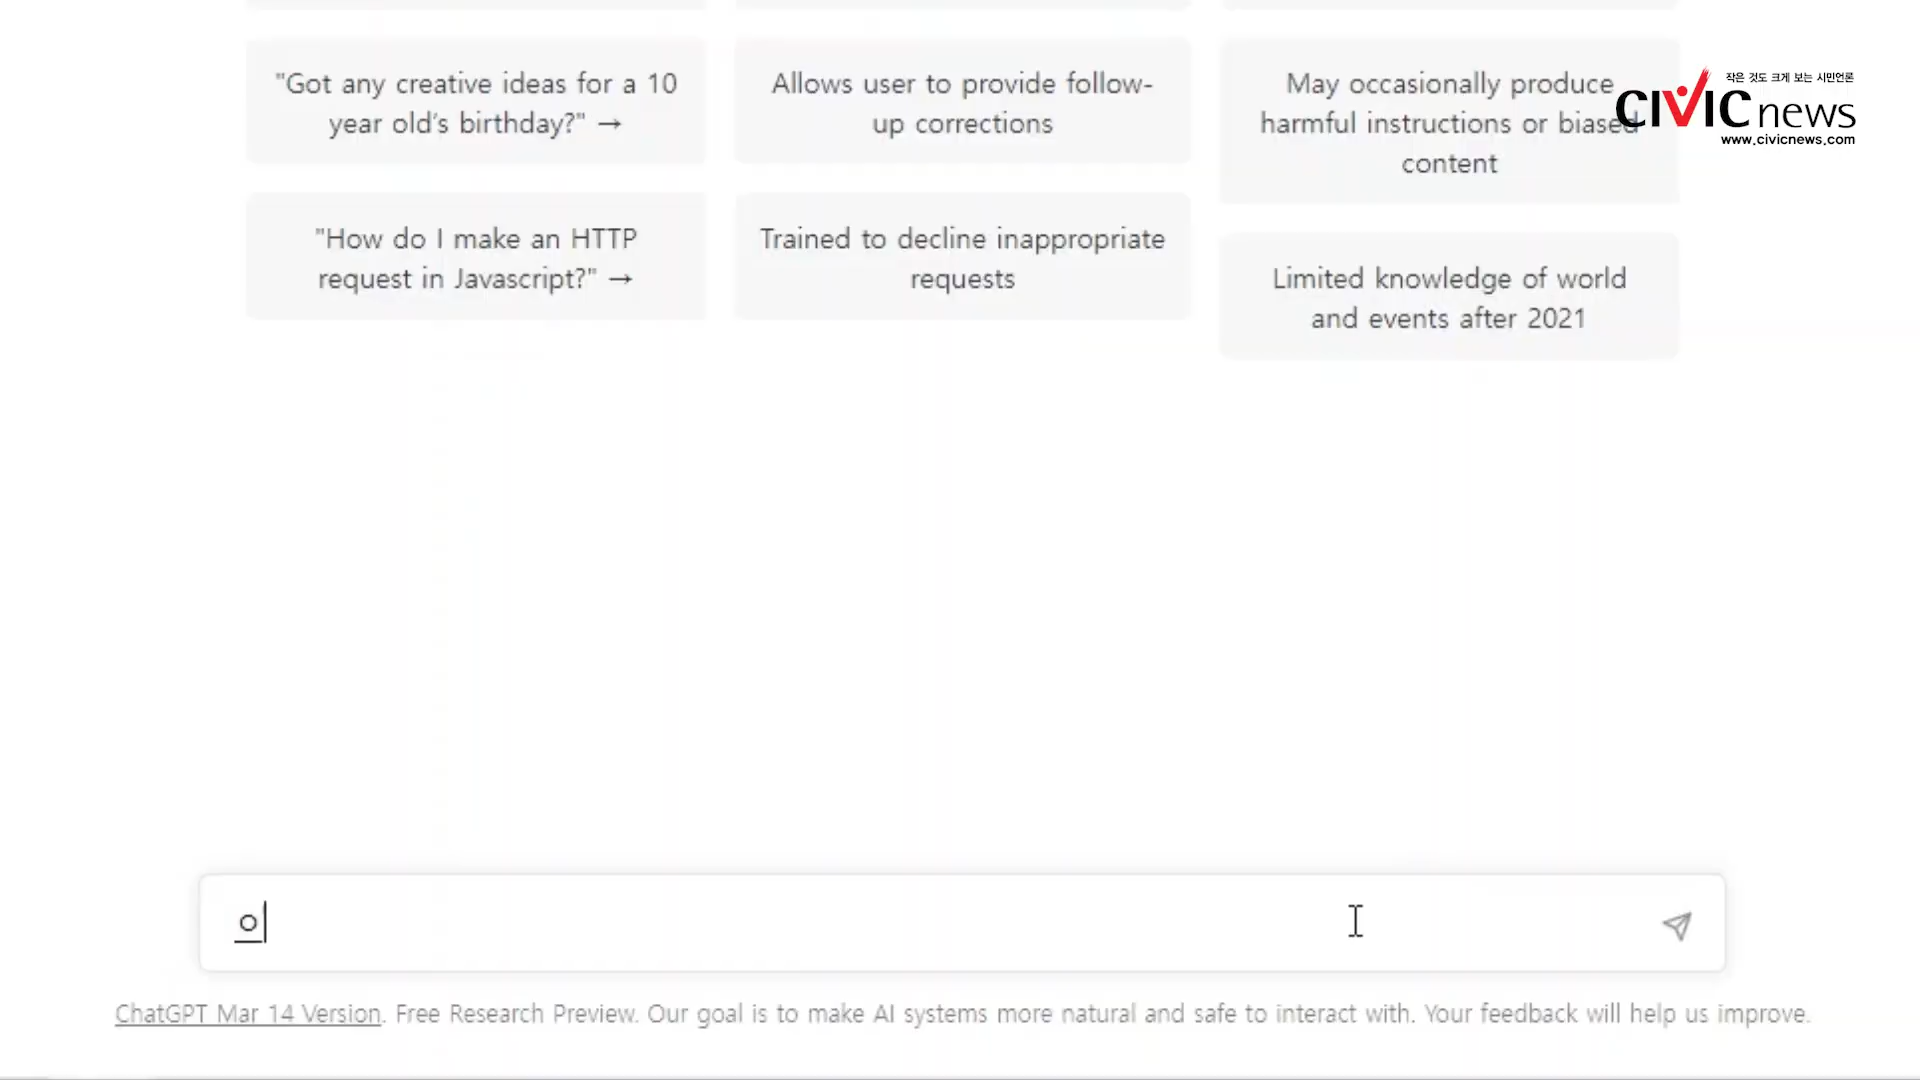 "Got any creative ideas for a 10
year old's birthday?" →
Allows user to provide follow-
up corrections
May occasionally produce
harmful instructions or biased
content
작은 것도 크게 보는 시민언론
CIVIC news
www.civicnews.com
"How do I make an HTTP
request in Javascript?" →
Trained to decline inappropriate
requests
Limited knowledge of world
and events after 2021
ㅇ
ChatGPT Mar 14 Version. Free Research Preview. Our goal is to make AI systems more natural and safe to interact with. Your feedback will help us improve.